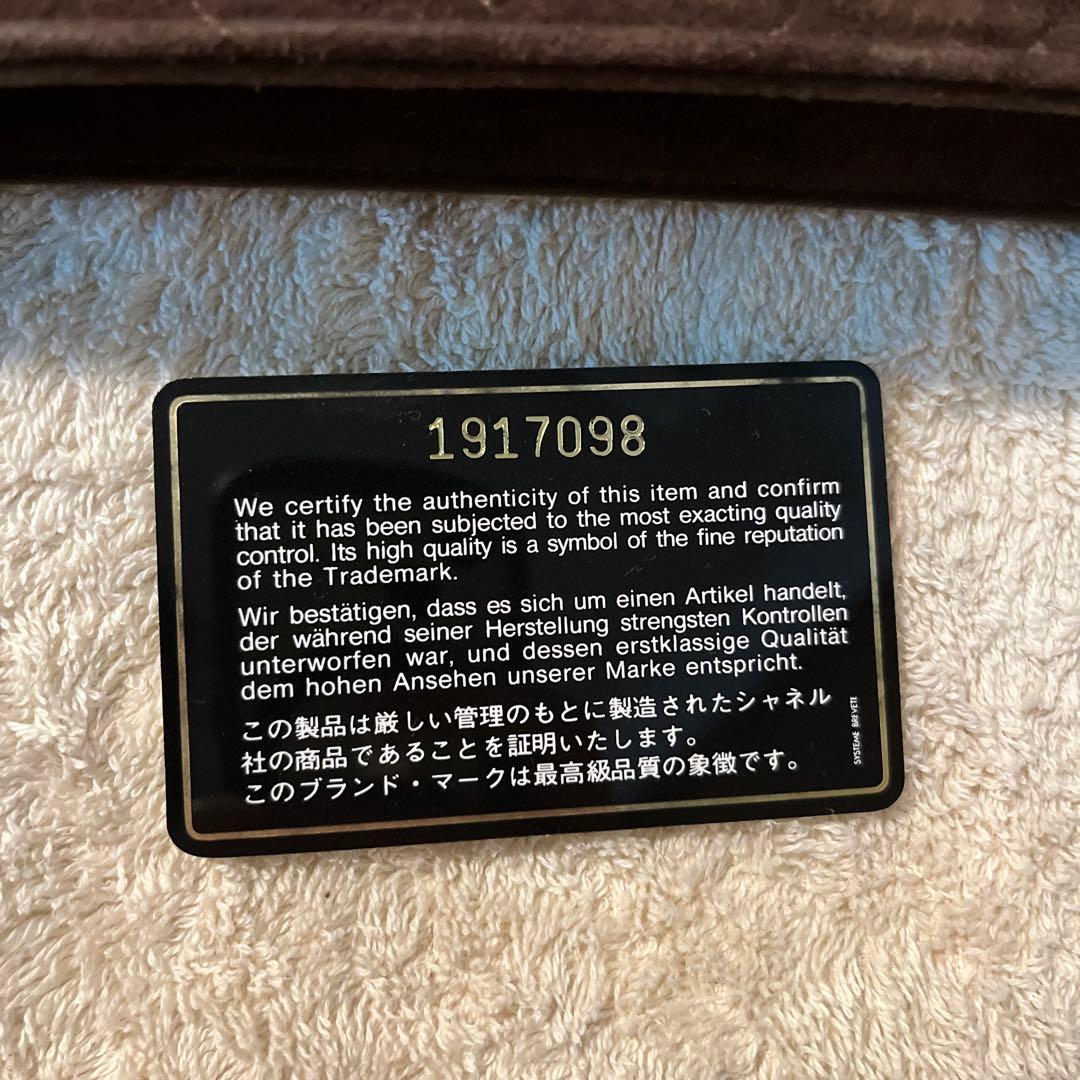 1917098
We certify the authenticity of this item and confirm
that it has been subjected to the most exacting quality
control. Its high quality is a symbol of the fine reputation
of the Trademark.
Wir bestätigen, dass es sich um einen Artikel handelt,
der während seiner Herstellung strengsten Kontrollen
unterworfen war, und dessen erstklassige Qualität
dem hohen Ansehen unserer Marke entspricht.
この製品は厳しい管理のもとに製造されたシャネル
社の商品であることを証明いたします。
このブランド・マークは最高級品質の象徴です。
SYSTEME BREVETE